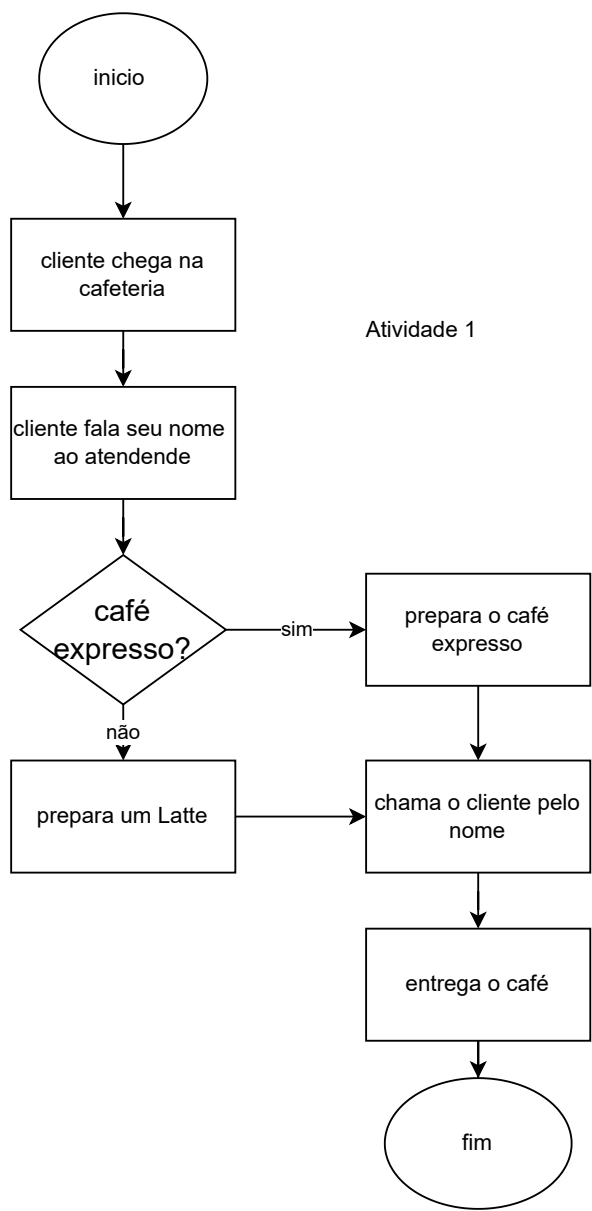 inicio
cliente chega na
cafeteria
Atividade 1
cliente fala seu nome
ao atendende
café
expresso?
sim
prepara o café
expresso
não
prepara um Latte
chama o cliente pelo
nome
entrega o café
fim